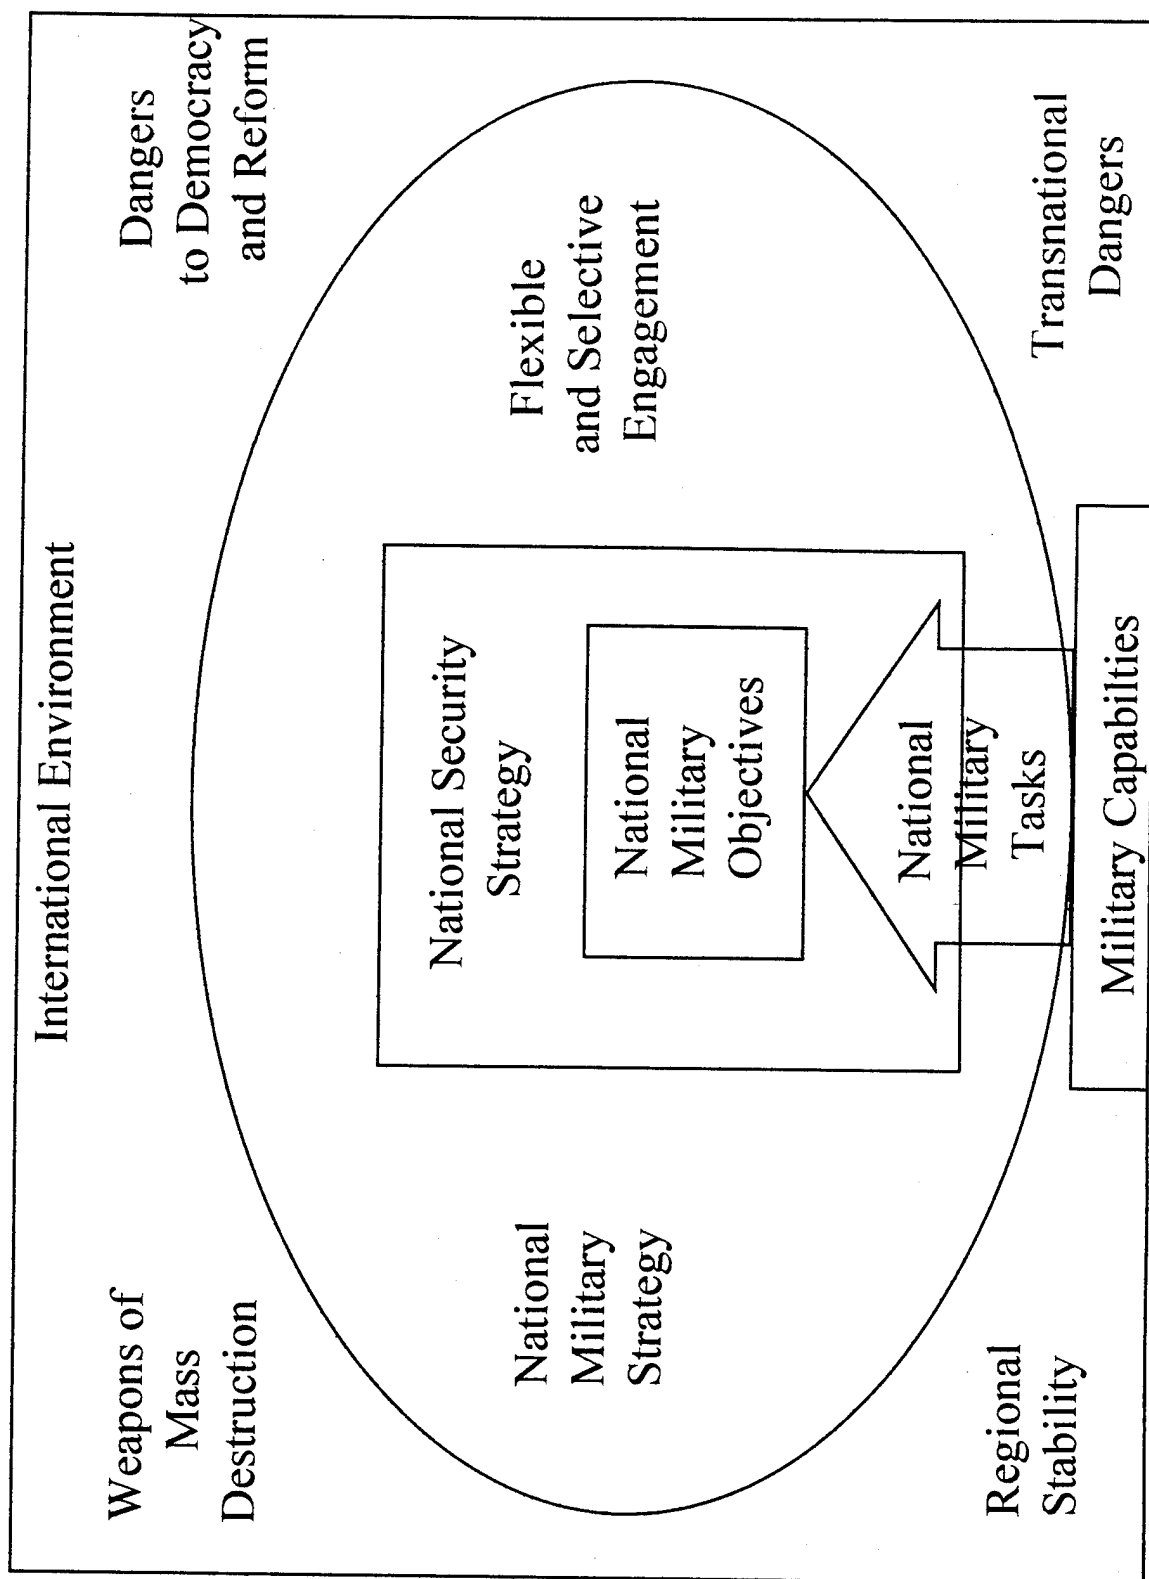 International Environment
Weapons of
Mass
Destruction
Dangers
to Democracy
and Reform
National Security
Strategy
National
Military
Strategy
Flexible
and Selective
Engagement
National
Military
Objectives
National
Military
Tasks
Regional
Stability
Transnational
Dangers
Military Capabilties